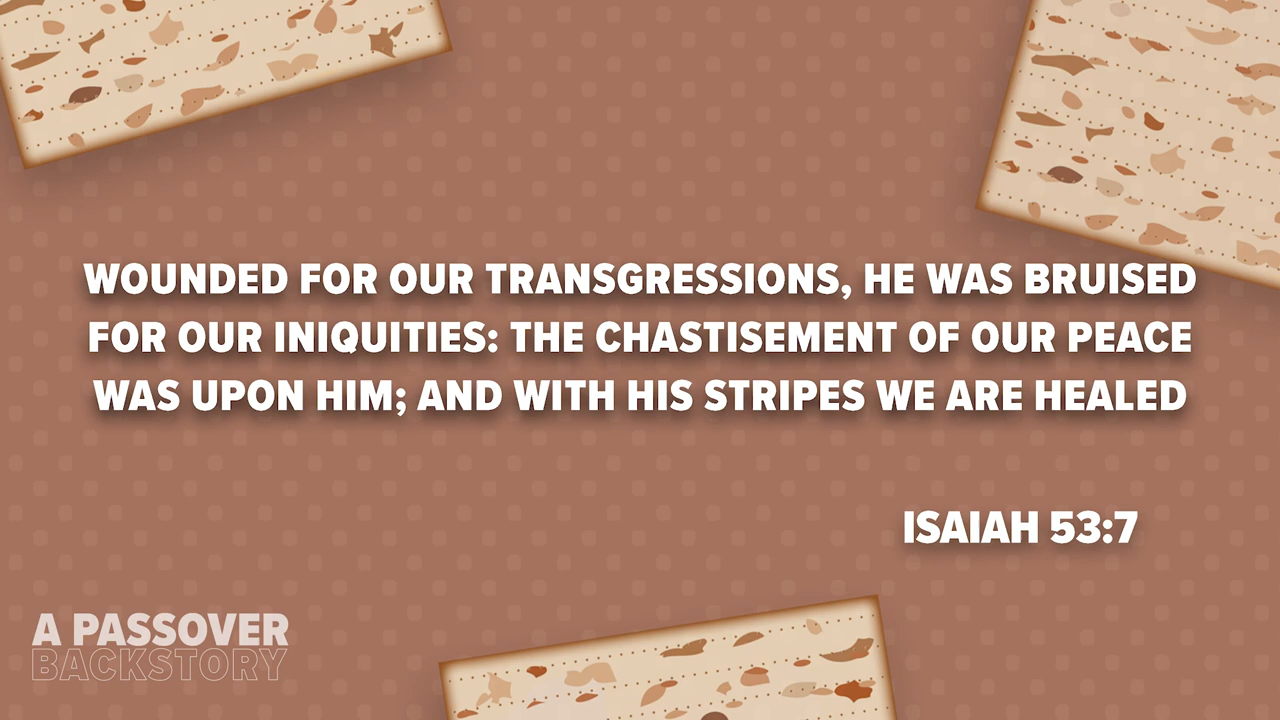 WOUNDED FOR OUR TRANSGRESSIONS, HE WAS BRUISED
FOR OUR INIQUITIES: THE CHASTISEMENT OF OUR PEACE
WAS UPON HIM; AND WITH HIS STRIPES WE ARE HEALED
ISAIAH 53:7
A PASSOVER
BACKSTORY